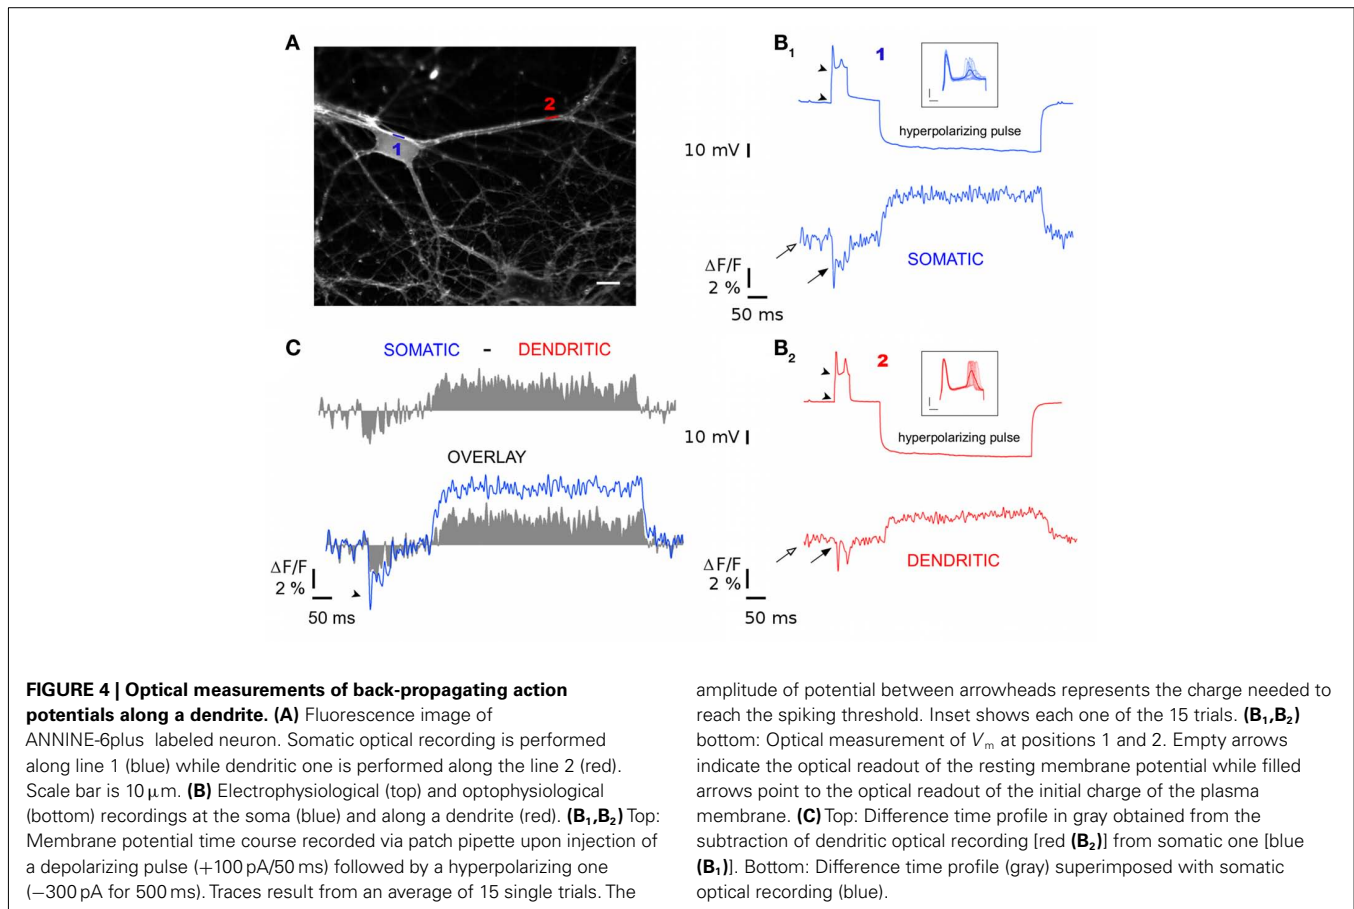 A
2
1
B1
1
hyperpolarizing pulse
10 mV
SOMATIC
ΔF/F
2 %
50 ms
C
SOMATIC - DENDRITIC
OVERLAY
ΔF/F
2 %
50 ms
B2
2
10 mV
hyperpolarizing pulse
DENDRITIC
ΔF/F
2 %
50 ms
FIGURE 4 | Optical measurements of back-propagating action
potentials along a dendrite. (A) Fluorescence image of
ANNINE-6plus labeled neuron. Somatic optical recording is performed
along line 1 (blue) while dendritic one is performed along the line 2 (red).
Scale bar is 10 μm. (B) Electrophysiological (top) and optophysiological
(bottom) recordings at the soma (blue) and along a dendrite (red). (B1,B2) Top:
Membrane potential time course recorded via patch pipette upon injection of
a depolarizing pulse (+100 pA/50 ms) followed by a hyperpolarizing one
(−300 pA for 500 ms). Traces result from an average of 15 single trials. The
amplitude of potential between arrowheads represents the charge needed to
reach the spiking threshold. Inset shows each one of the 15 trials. (B1,B2)
bottom: Optical measurement of Vm at positions 1 and 2. Empty arrows
indicate the optical readout of the resting membrane potential while filled
arrows point to the optical readout of the initial charge of the plasma
membrane. (C) Top: Difference time profile in gray obtained from the
subtraction of dendritic optical recording [red (B2)] from somatic one [blue
(B1)]. Bottom: Difference time profile (gray) superimposed with somatic
optical recording (blue).